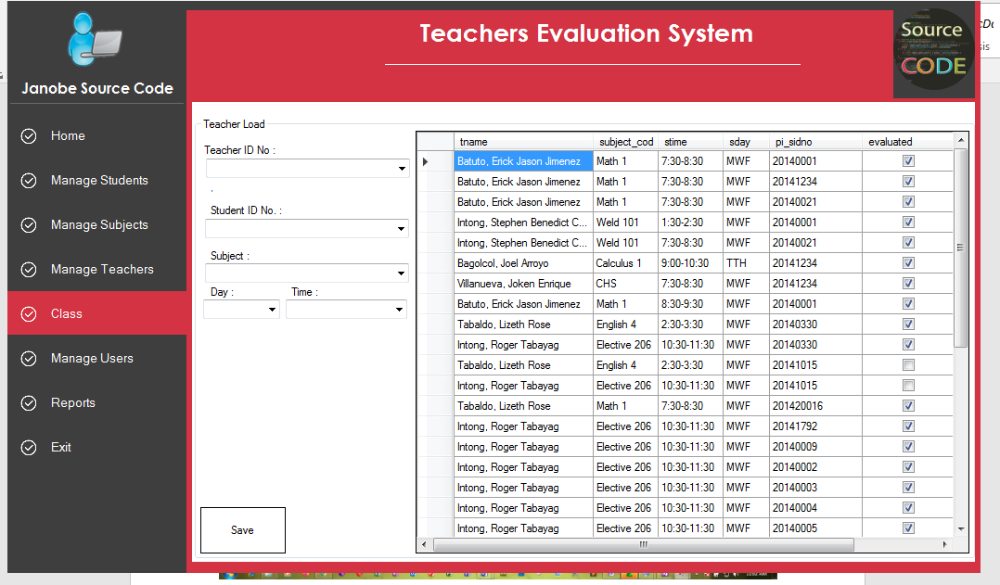 Teachers Evaluation System
Source
CODE
Janobe Source Code
Home
Manage Students
Manage Subjects
Manage Teachers
Class
Manage Users
Reports
Exit
Teacher Load
Teacher ID No :
.
Student ID No. :
Subject :
Day : Time :
Save
tname subject_cod stime sday pi_sidno evaluated
Batuto, Erick Jason Jimenez Math 1 7:30-8:30 MWF 20140001
Batuto, Erick Jason Jimenez Math 1 7:30-8:30 MWF 20141234
Batuto, Erick Jason Jimenez Math 1 7:30-8:30 MWF 20140021
Intong, Stephen Benedict C... Weld 101 1:30-2:30 MWF 20140001
Intong, Stephen Benedict C... Weld 101 7:30-8:30 MWF 20140021
Bagolcol, Joel Arroyo Calculus 1 9:00-10:30 TTH 20141234
Villanueva, Joken Enrique CHS 7:30-8:30 MWF 20141234
Batuto, Erick Jason Jimenez Math 1 8:30-9:30 MWF 20140001
Tabaldo, Lizeth Rose English 4 2:30-3:30 MWF 20140330
Intong, Roger Tabayag Elective 206 10:30-11:30 MWF 20140330
Tabaldo, Lizeth Rose English 4 2:30-3:30 MWF 20141015
Intong, Roger Tabayag Elective 206 10:30-11:30 MWF 20141015
Tabaldo, Lizeth Rose Math 1 7:30-8:30 MWF 201420016
Intong, Roger Tabayag Elective 206 10:30-11:30 MWF 20141792
Intong, Roger Tabayag Elective 206 10:30-11:30 MWF 20140009
Intong, Roger Tabayag Elective 206 10:30-11:30 MWF 20140002
Intong, Roger Tabayag Elective 206 10:30-11:30 MWF 20140003
Intong, Roger Tabayag Elective 206 10:30-11:30 MWF 20140004
Intong, Roger Tabayag Elective 206 10:30-11:30 MWF 20140005